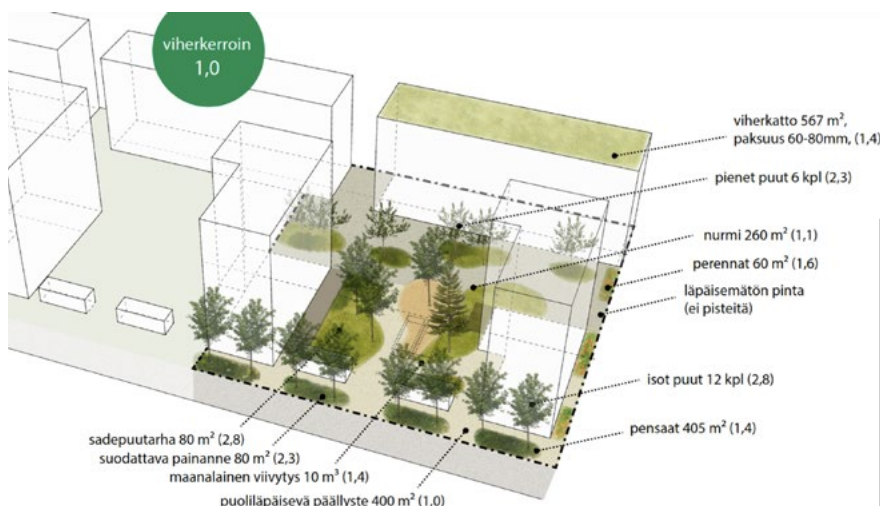 viherkerroin
1,0
viherkatto 567 m²,
paksuus 60-80mm, (1,4)
pienet puut 6 kpl (2,3)
nurmi 260 m² (1,1)
perennat 60 m² (1,6)
läpäisemätön pinta
(ei pisteitä)
isot puut 12 kpl (2,8)
pensaat 405 m² (1,4)
sadepuutarha 80 m² (2,8)
suodattava painanne 80 m² (2,3)
maanalainen viivytys 10 m³ (1,4)
puoliläpäisevä päällyste 400 m² (1,0)